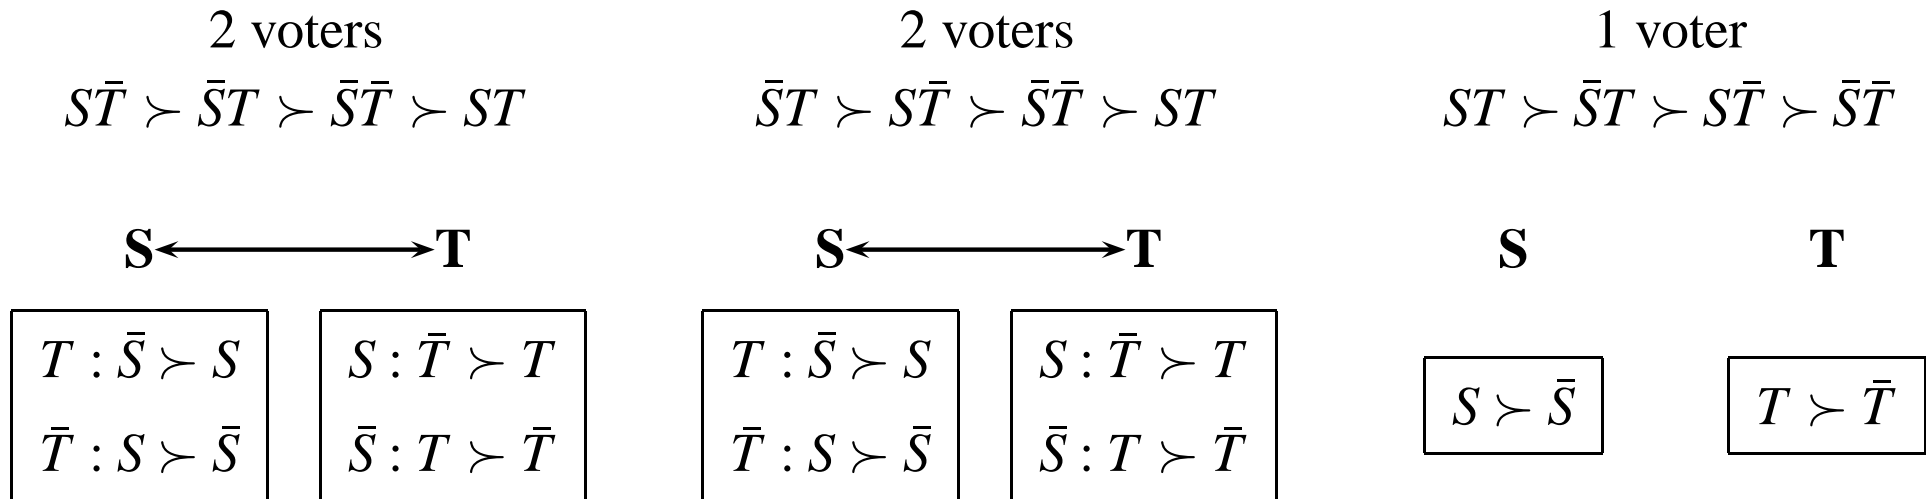 2 voters 2 voters 1 voter
ST̄ ≻ S̄T ≻ S̄T̄ ≻ ST S̄T ≻ ST̄ ≻ S̄T̄ ≻ ST ST ≻ S̄T ≻ ST̄ ≻ S̄T̄
S T S T S T
T : S̄ ≻ S S : T̄ ≻ T T : S̄ ≻ S S : T̄ ≻ T
S ≻ S̄ T ≻ T̄
T̄ : S ≻ S̄ S̄ : T ≻ T̄ T̄ : S ≻ S̄ S̄ : T ≻ T̄